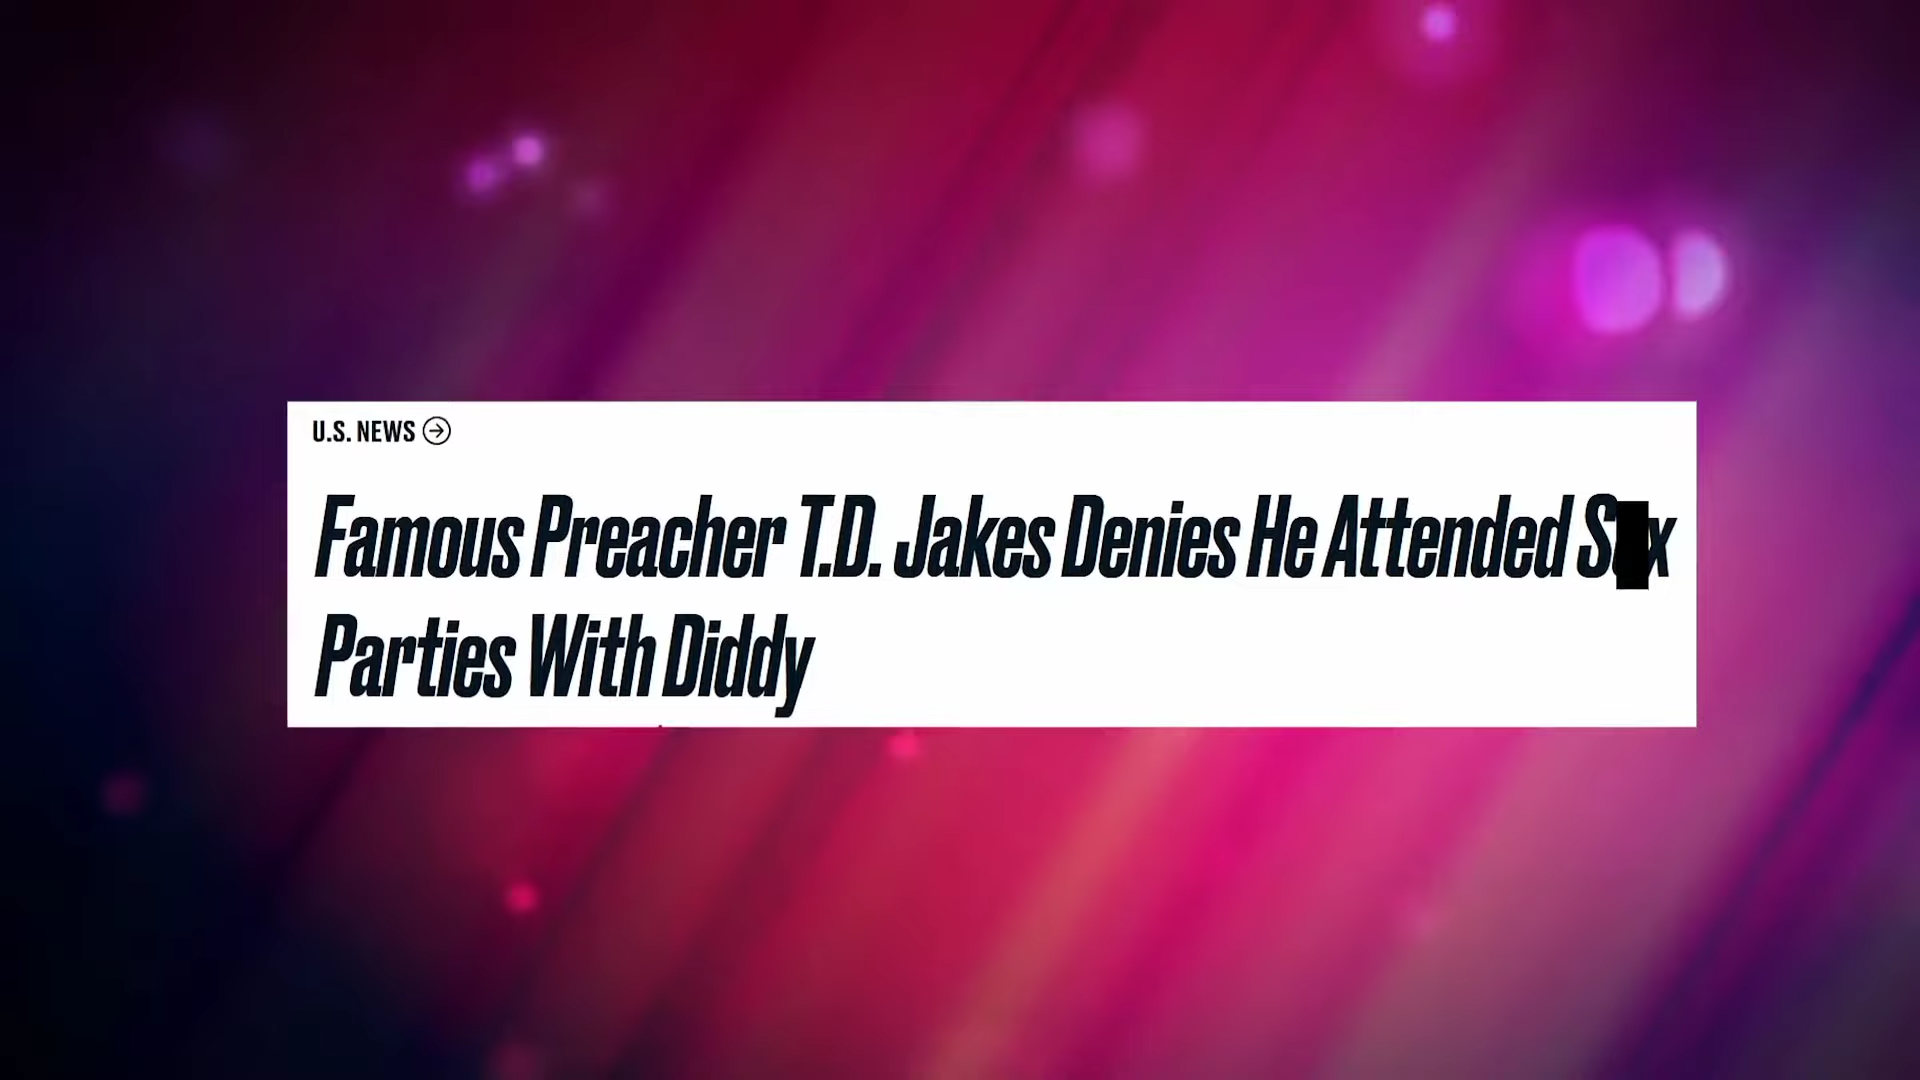 U.S. NEWS
Famous Preacher T.D. Jakes Denies He Attended S█x
Parties With Diddy